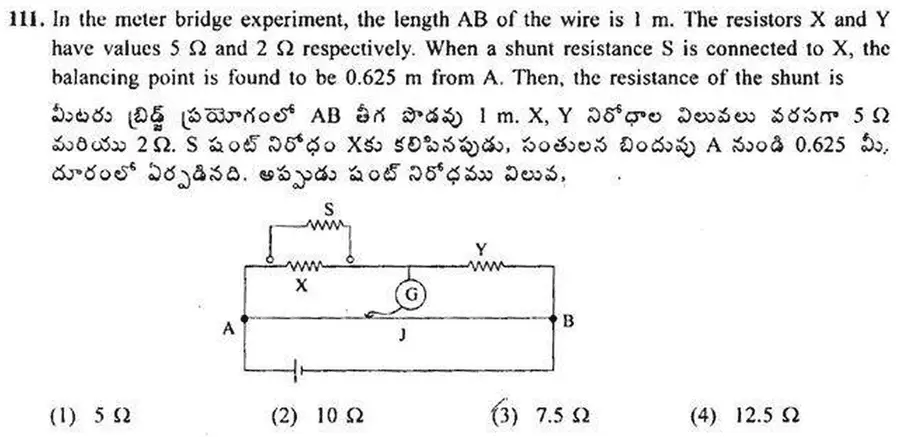 111. In the meter bridge experiment, the length AB of the wire is 1 m. The resistors X and Y
have values 5 Ω and 2 Ω respectively. When a shunt resistance S is connected to X, the
balancing point is found to be 0.625 m from A. Then, the resistance of the shunt is
మీటరు బ్రిడ్జ్ ప్రయోగంలో AB తీగ పొడవు 1 m. X, Y నిరోధాల విలువలు వరసగా 5 Ω
మరియు 2 Ω. S షంట్ నిరోధం Xకు కలిపినపుడు, సంతులన బిందువు A నుండి 0.625 మీ.
దూరంలో ఏర్పడినది. అప్పుడు షంట్ నిరోధము విలువ,
S
X
Y
G
A
B
J
(1) 5 Ω (2) 10 Ω (3) 7.5 Ω (4) 12.5 Ω